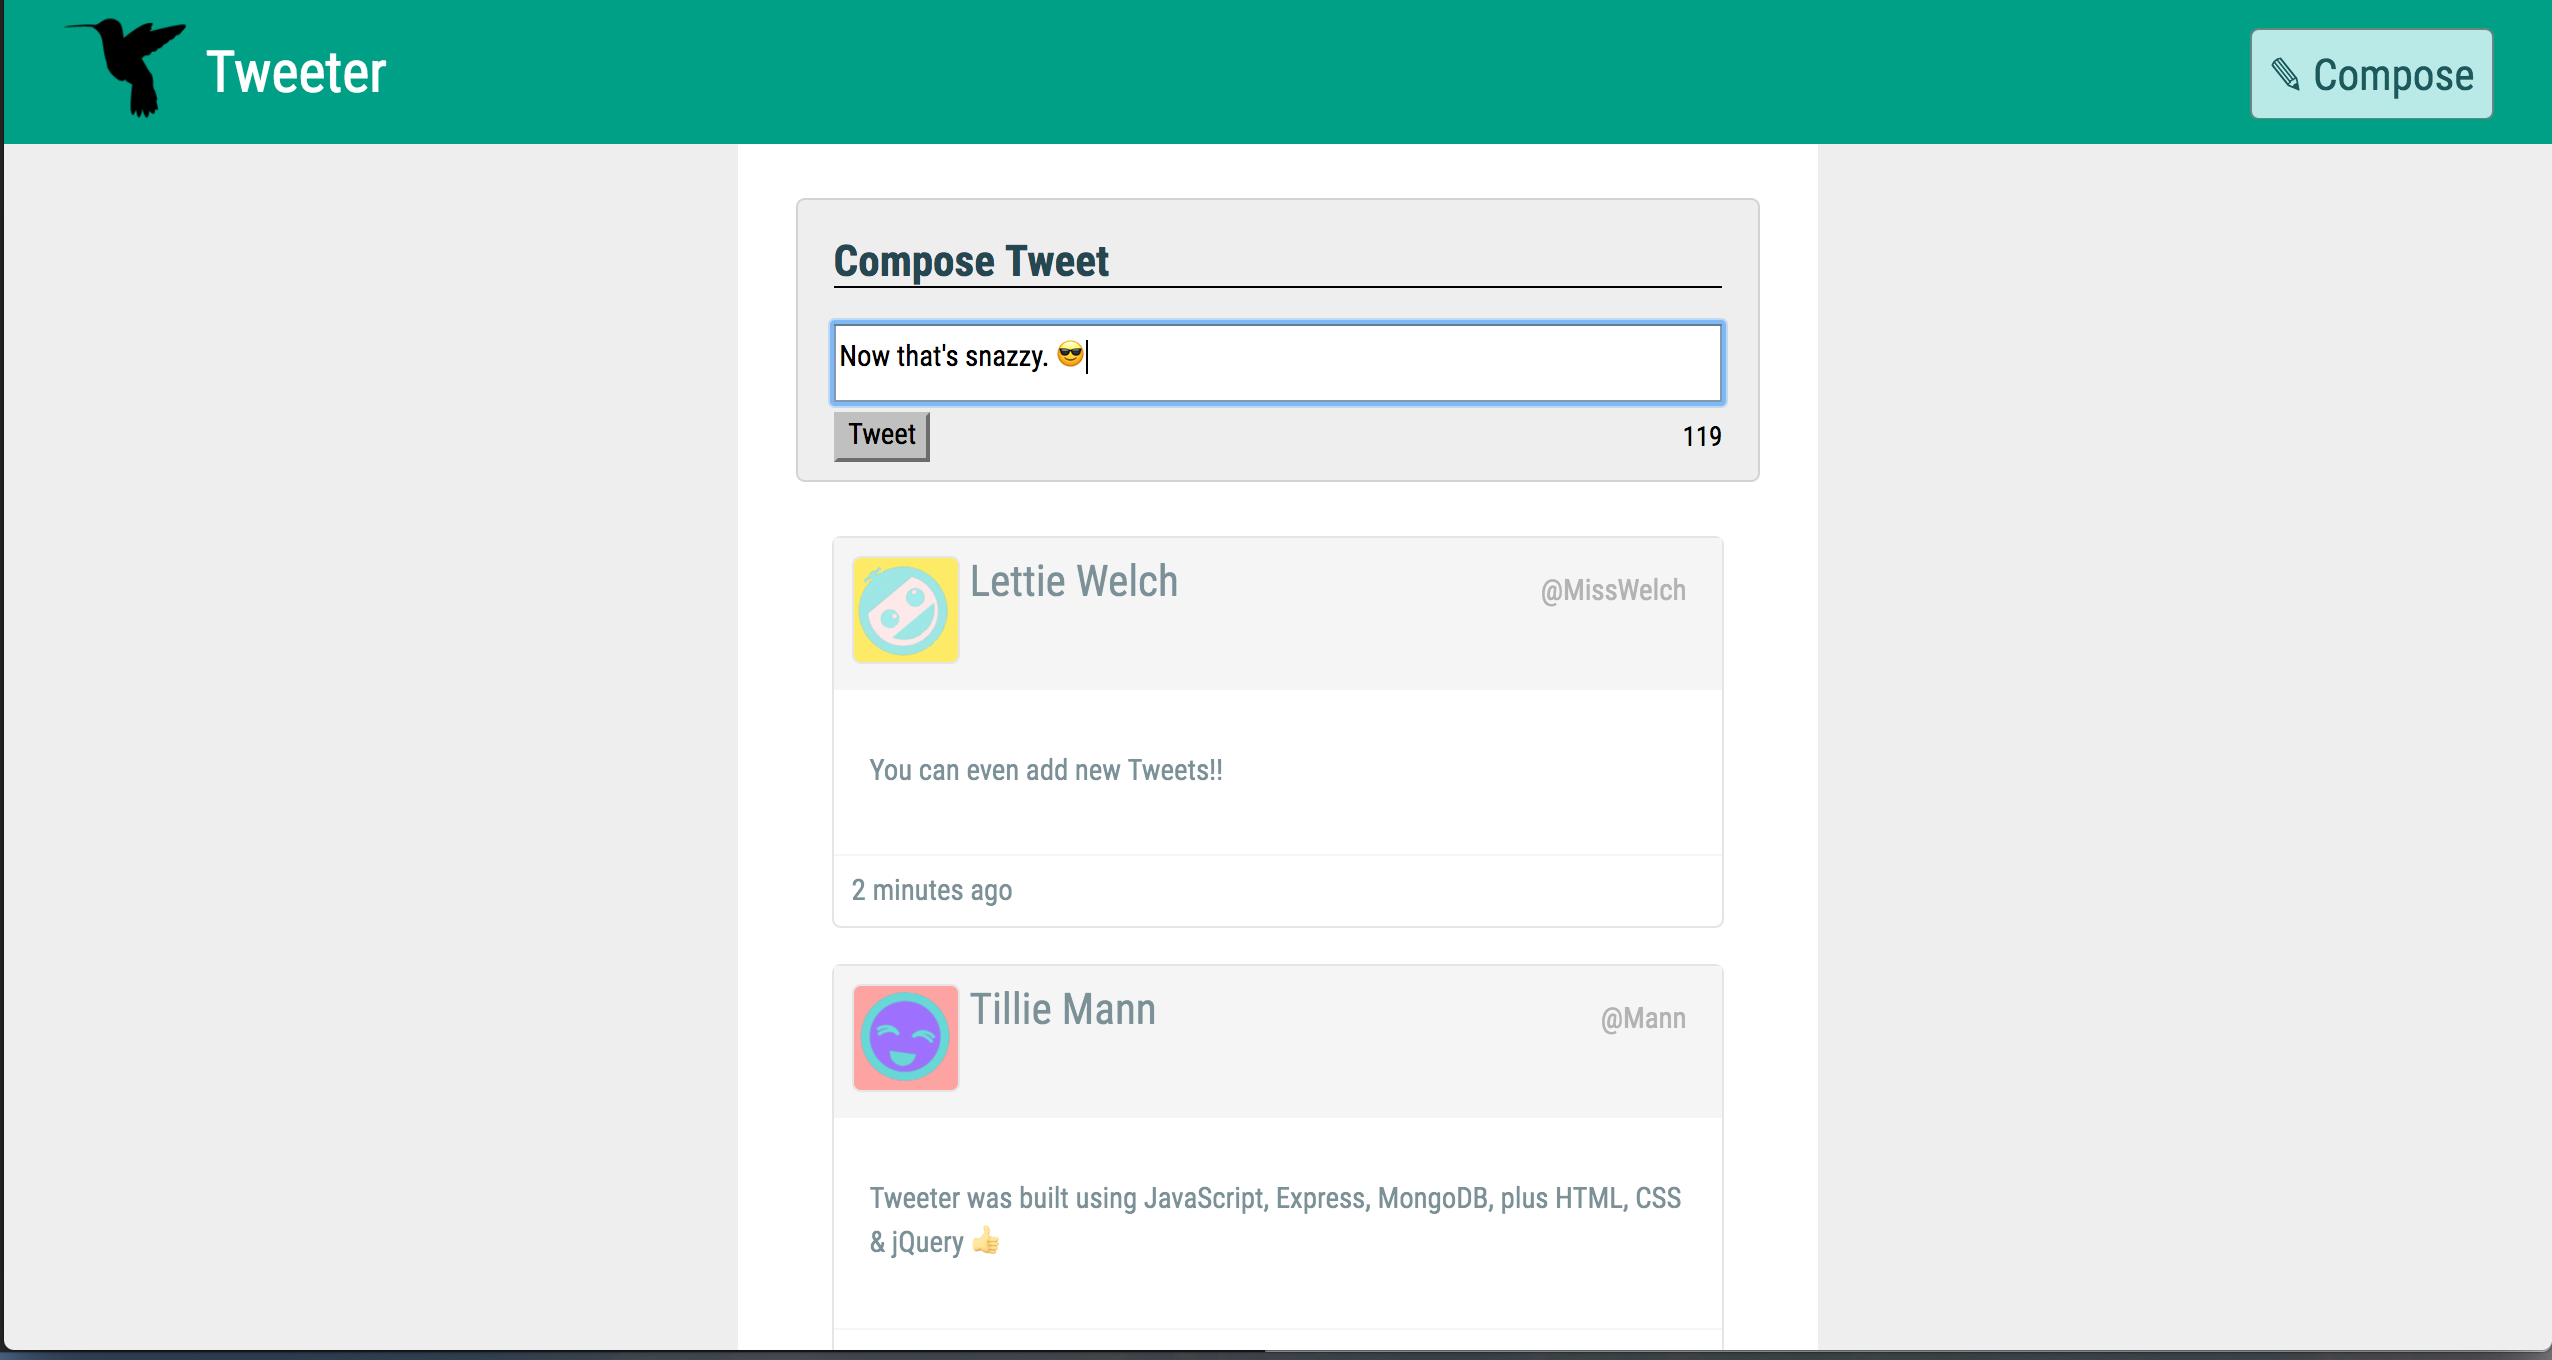 Tweeter
✎ Compose
Compose Tweet
Now that's snazzy. 😎
Tweet
119
Lettie Welch
@MissWelch
You can even add new Tweets!!
2 minutes ago
Tillie Mann
@Mann
Tweeter was built using JavaScript, Express, MongoDB, plus HTML, CSS
& jQuery 👍